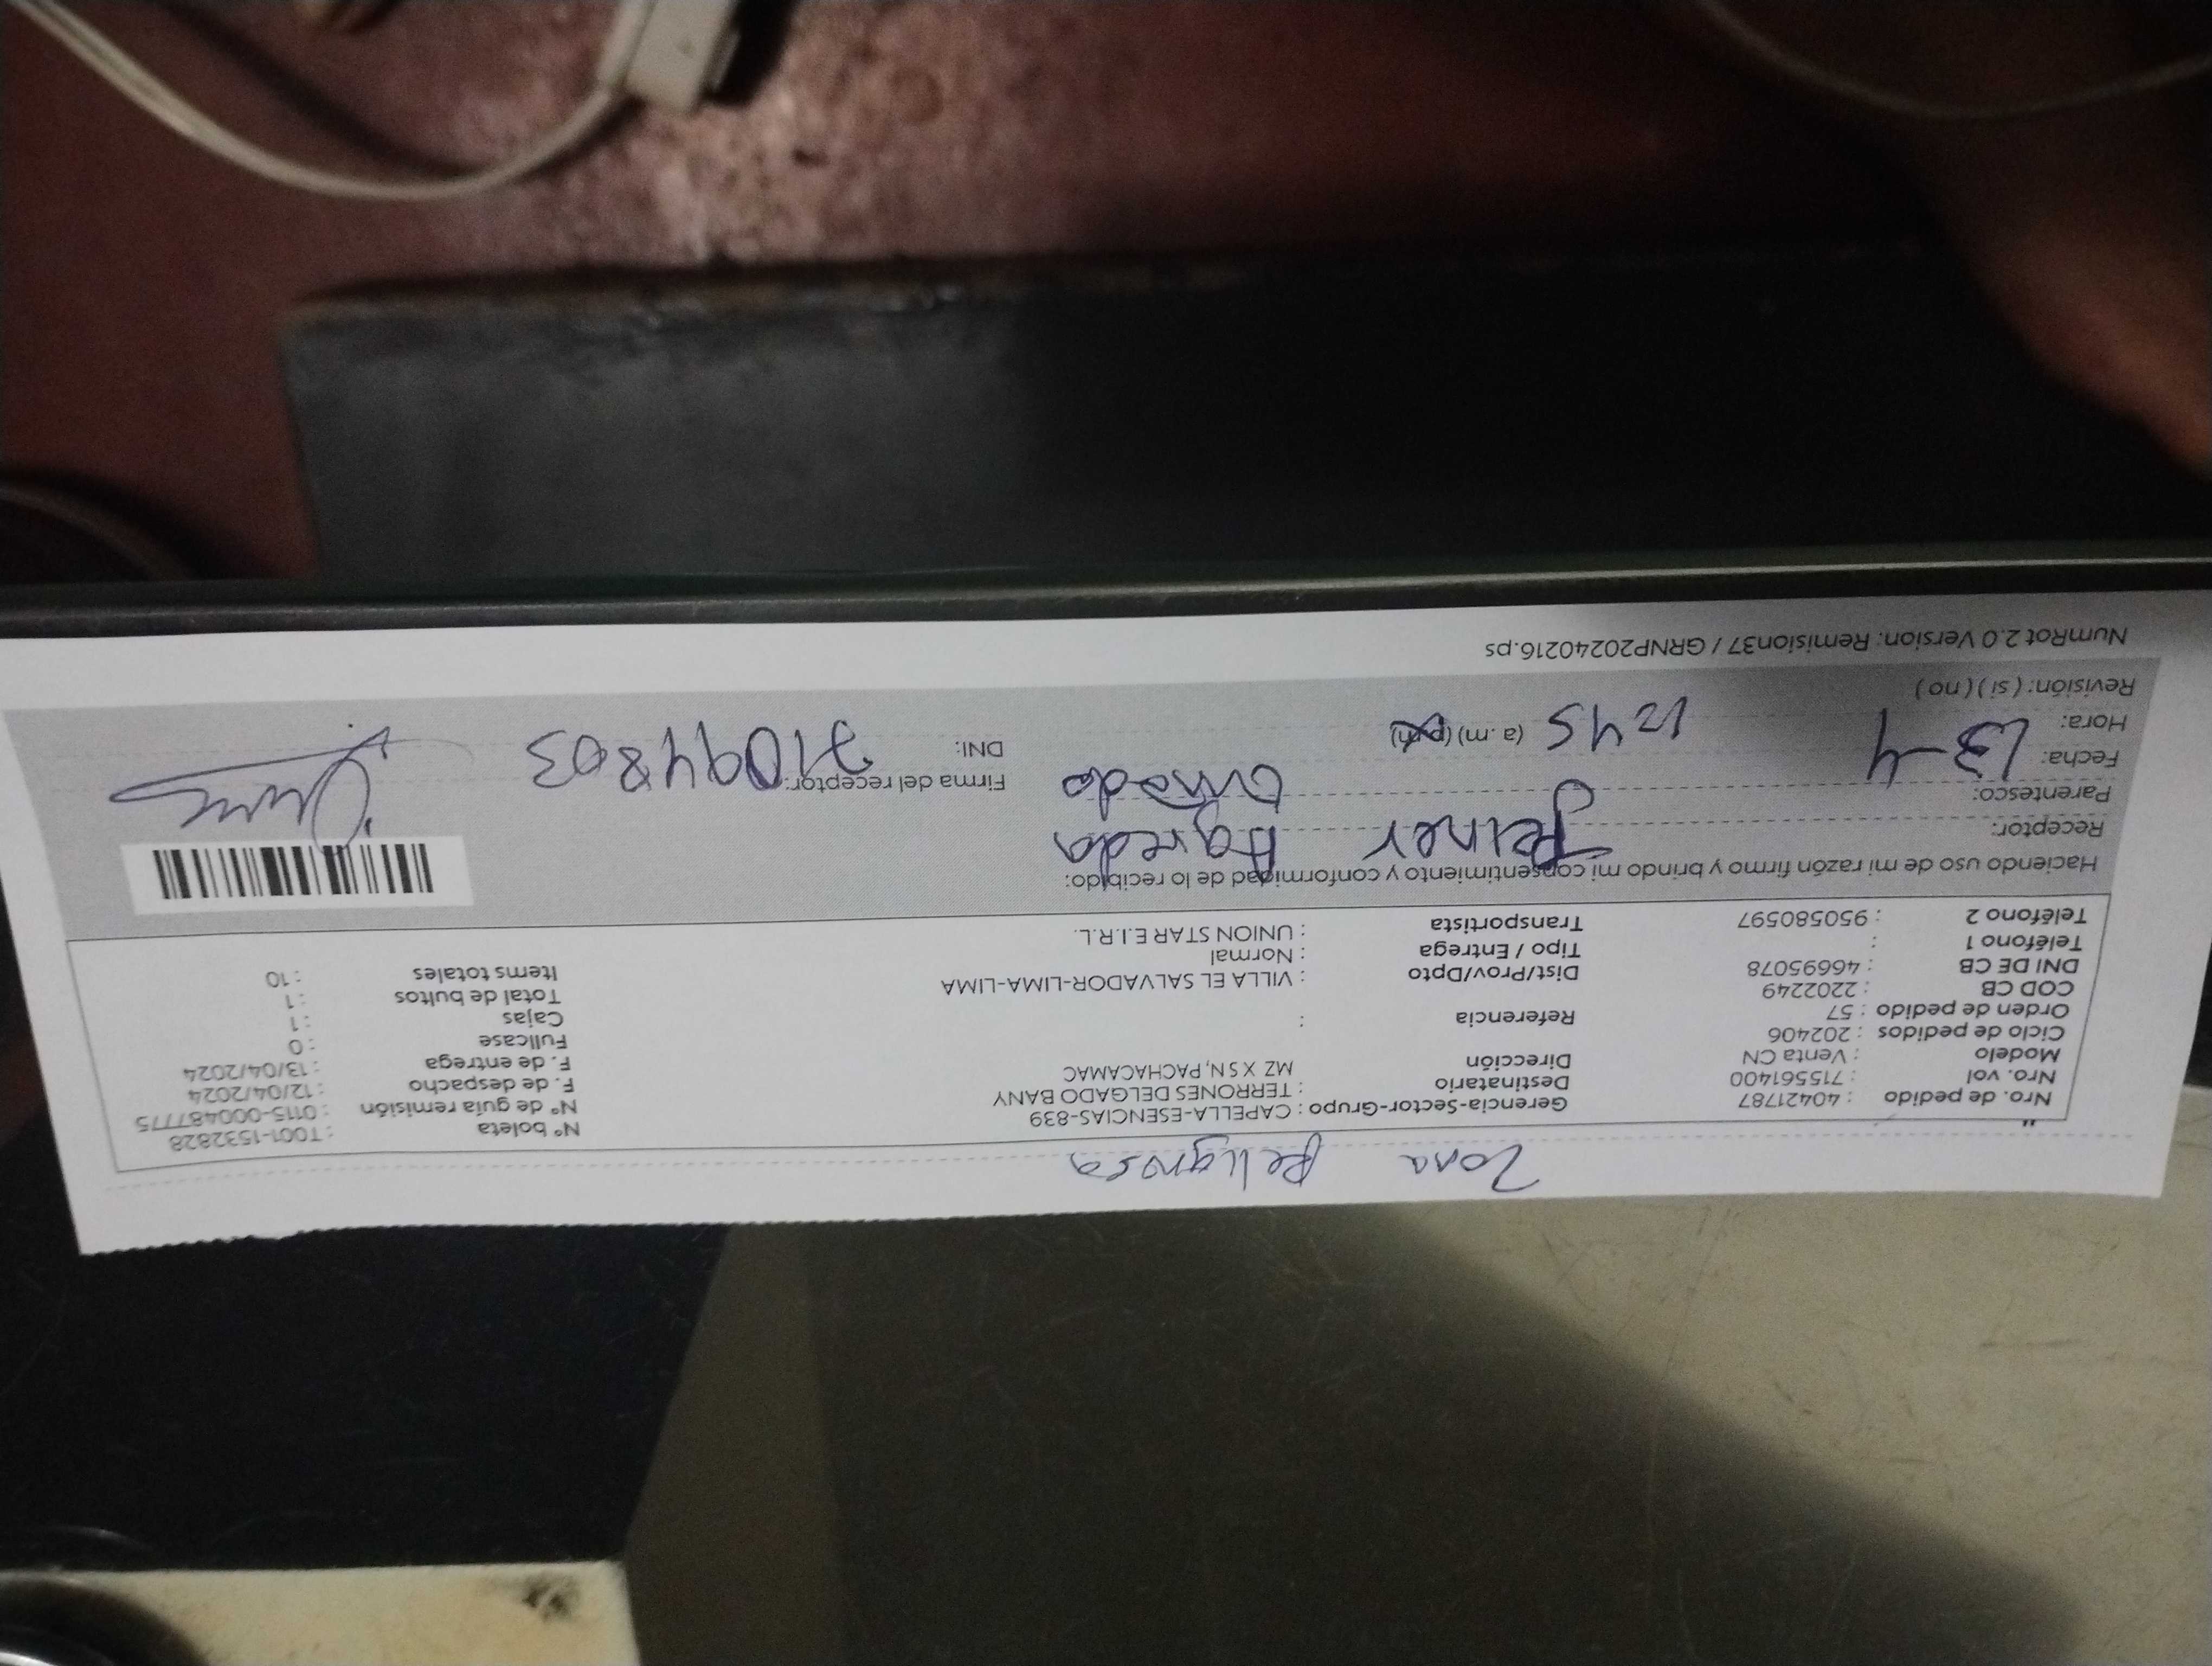 Zona Peligrosa
Nro. de pedido : 40421787 Gerencia-Sector-Grupo : CAPELLA-ESENCIAS-839 N° boleta : T001-1532828
Nro. vol : 715561400 Destinatario : TERRONES DELGADO BANY N° de guía remisión : 0115-000487775
Modelo : Venta CN Dirección MZ X SN, PACHACAMAC F. de despacho : 12/04/2024
Ciclo de pedidos : 202406 F. de entrega : 13/04/2024
Orden de pedido : 57 Referencia : Fullcase : 0
COD CB : 2202249 Cajas : 1
DNI DE CB : 46695078 Dist/Prov/Dpto : VILLA EL SALVADOR-LIMA-LIMA Total de bultos : 1
Teléfono 1 : Tipo / Entrega : Normal Items totales : 10
Teléfono 2 : 950580597 Transportista : UNION STAR E.I.R.L.
Haciendo uso de mi razón firmo y brindo mi consentimiento y conformidad de lo recibido:
Receptor: Jeiner Agreda
Parentesco:
Fecha: 13-4 Firma del receptor:
Hora: 12:45 (a.m) (p.m) DNI: 71094803
Revisión: ( si ) ( no )
NumRot 2.0 Version: Remision37 / GRNP20240216.ps